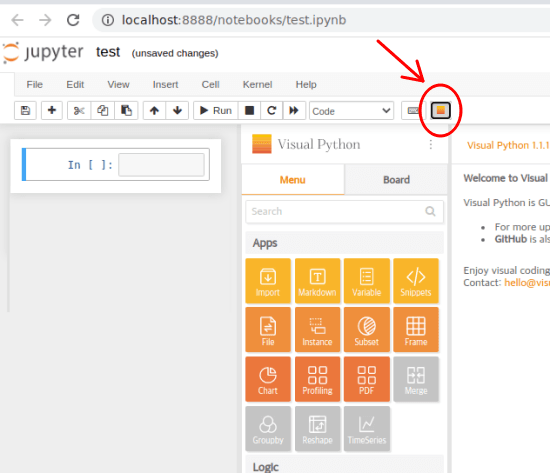 localhost:8888/notebooks/test.ipynb
jupyter test (unsaved changes)
File Edit View Insert Cell Kernel Help
Run Code
In [ ]:
Visual Python
Menu Board
Search
Apps
Import Markdown Variable Snippets
File Instance Subset Frame
Chart Profiling PDF Merge
Groupby Reshape TimeSeries
Logic
Visual Python 1.1.1
Welcome to Visual
Visual Python is GU
For more up
GitHub is als
Enjoy visual coding
Contact: hello@visu